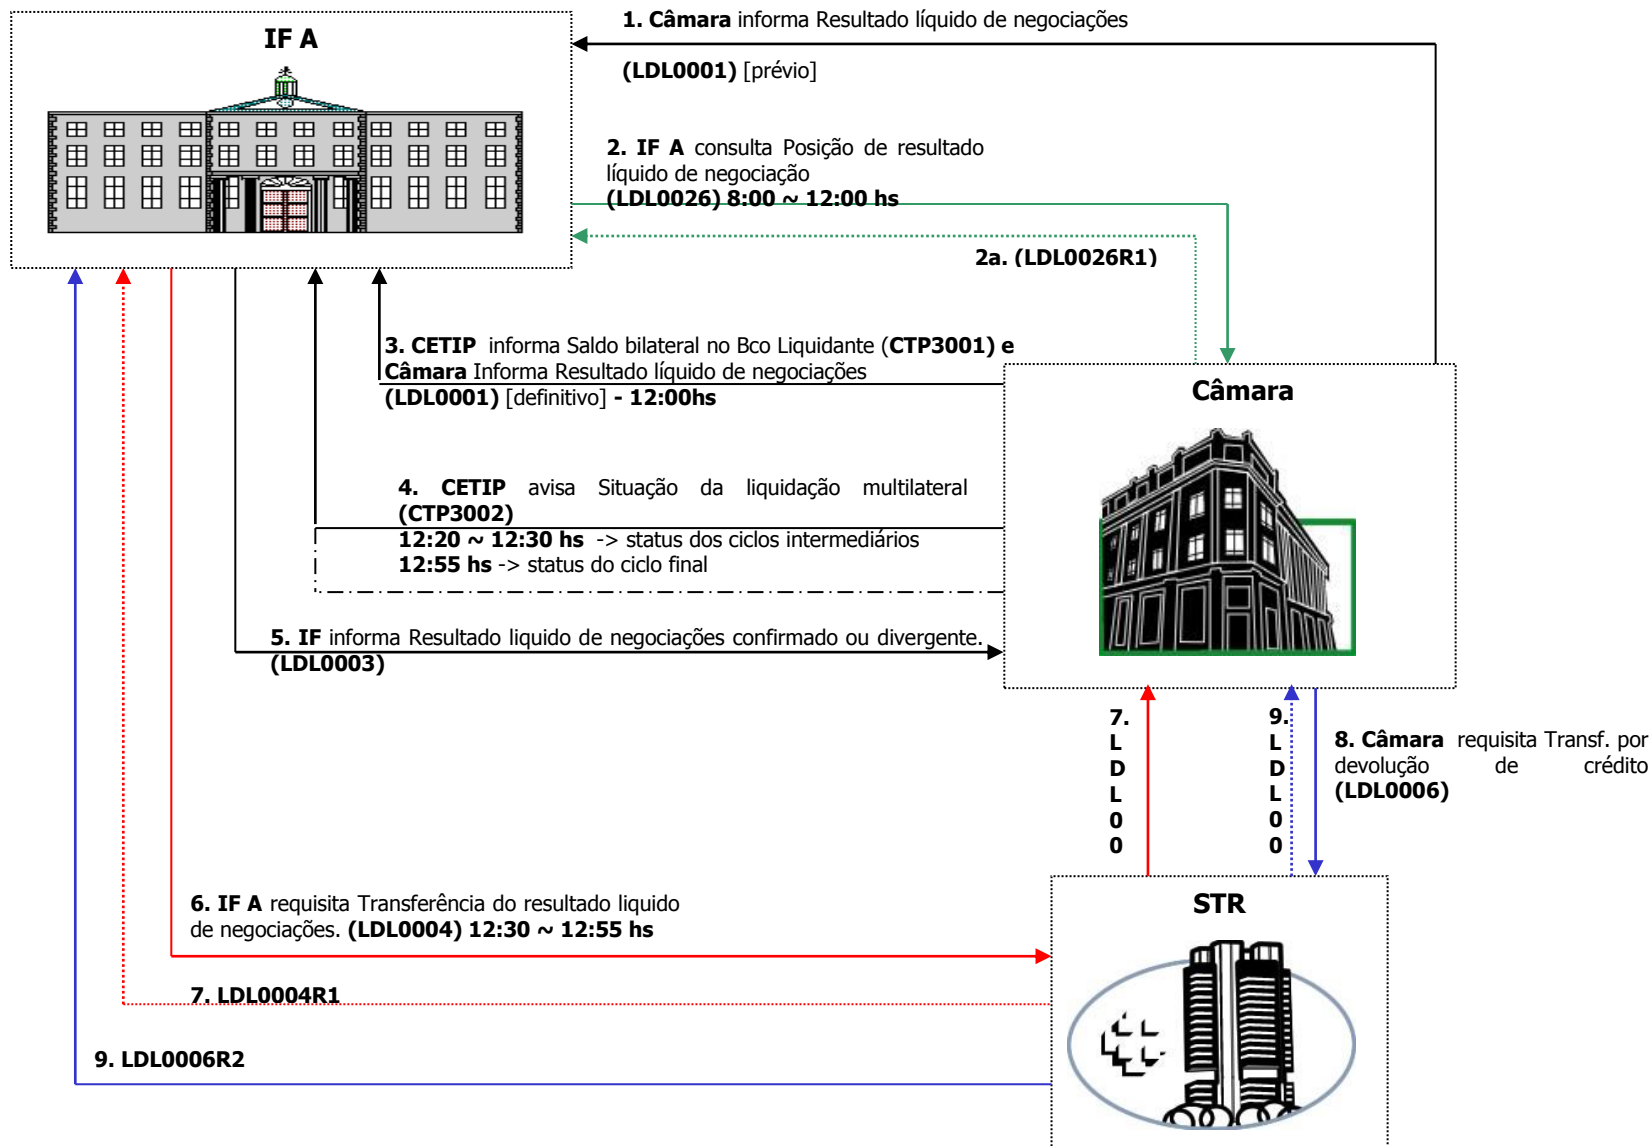 1. Câmara informa Resultado líquido de negociações
IF A
(LDL0001) [prévio]
2. IF A consulta Posição de resultado
líquido de negociação
(LDL0026) 8:00 ~ 12:00 hs
2a. (LDL0026R1)
3. CETIP informa Saldo bilateral no Bco Liquidante (CTP3001) e
Câmara Informa Resultado líquido de negociações
(LDL0001) [definitivo] - 12:00hs
Câmara
4. CETIP avisa Situação da liquidação multilateral
(CTP3002)
12:20 ~ 12:30 hs -> status dos ciclos intermediários
12:55 hs -> status do ciclo final
5. IF informa Resultado liquido de negociações confirmado ou divergente.
(LDL0003)
7.
L
D
L
0
0
9.
L
D
L
0
0
8. Câmara requisita Transf. por
devolução de crédito
(LDL0006)
6. IF A requisita Transferência do resultado liquido
de negociações. (LDL0004) 12:30 ~ 12:55 hs
STR
7. LDL0004R1
9. LDL0006R2